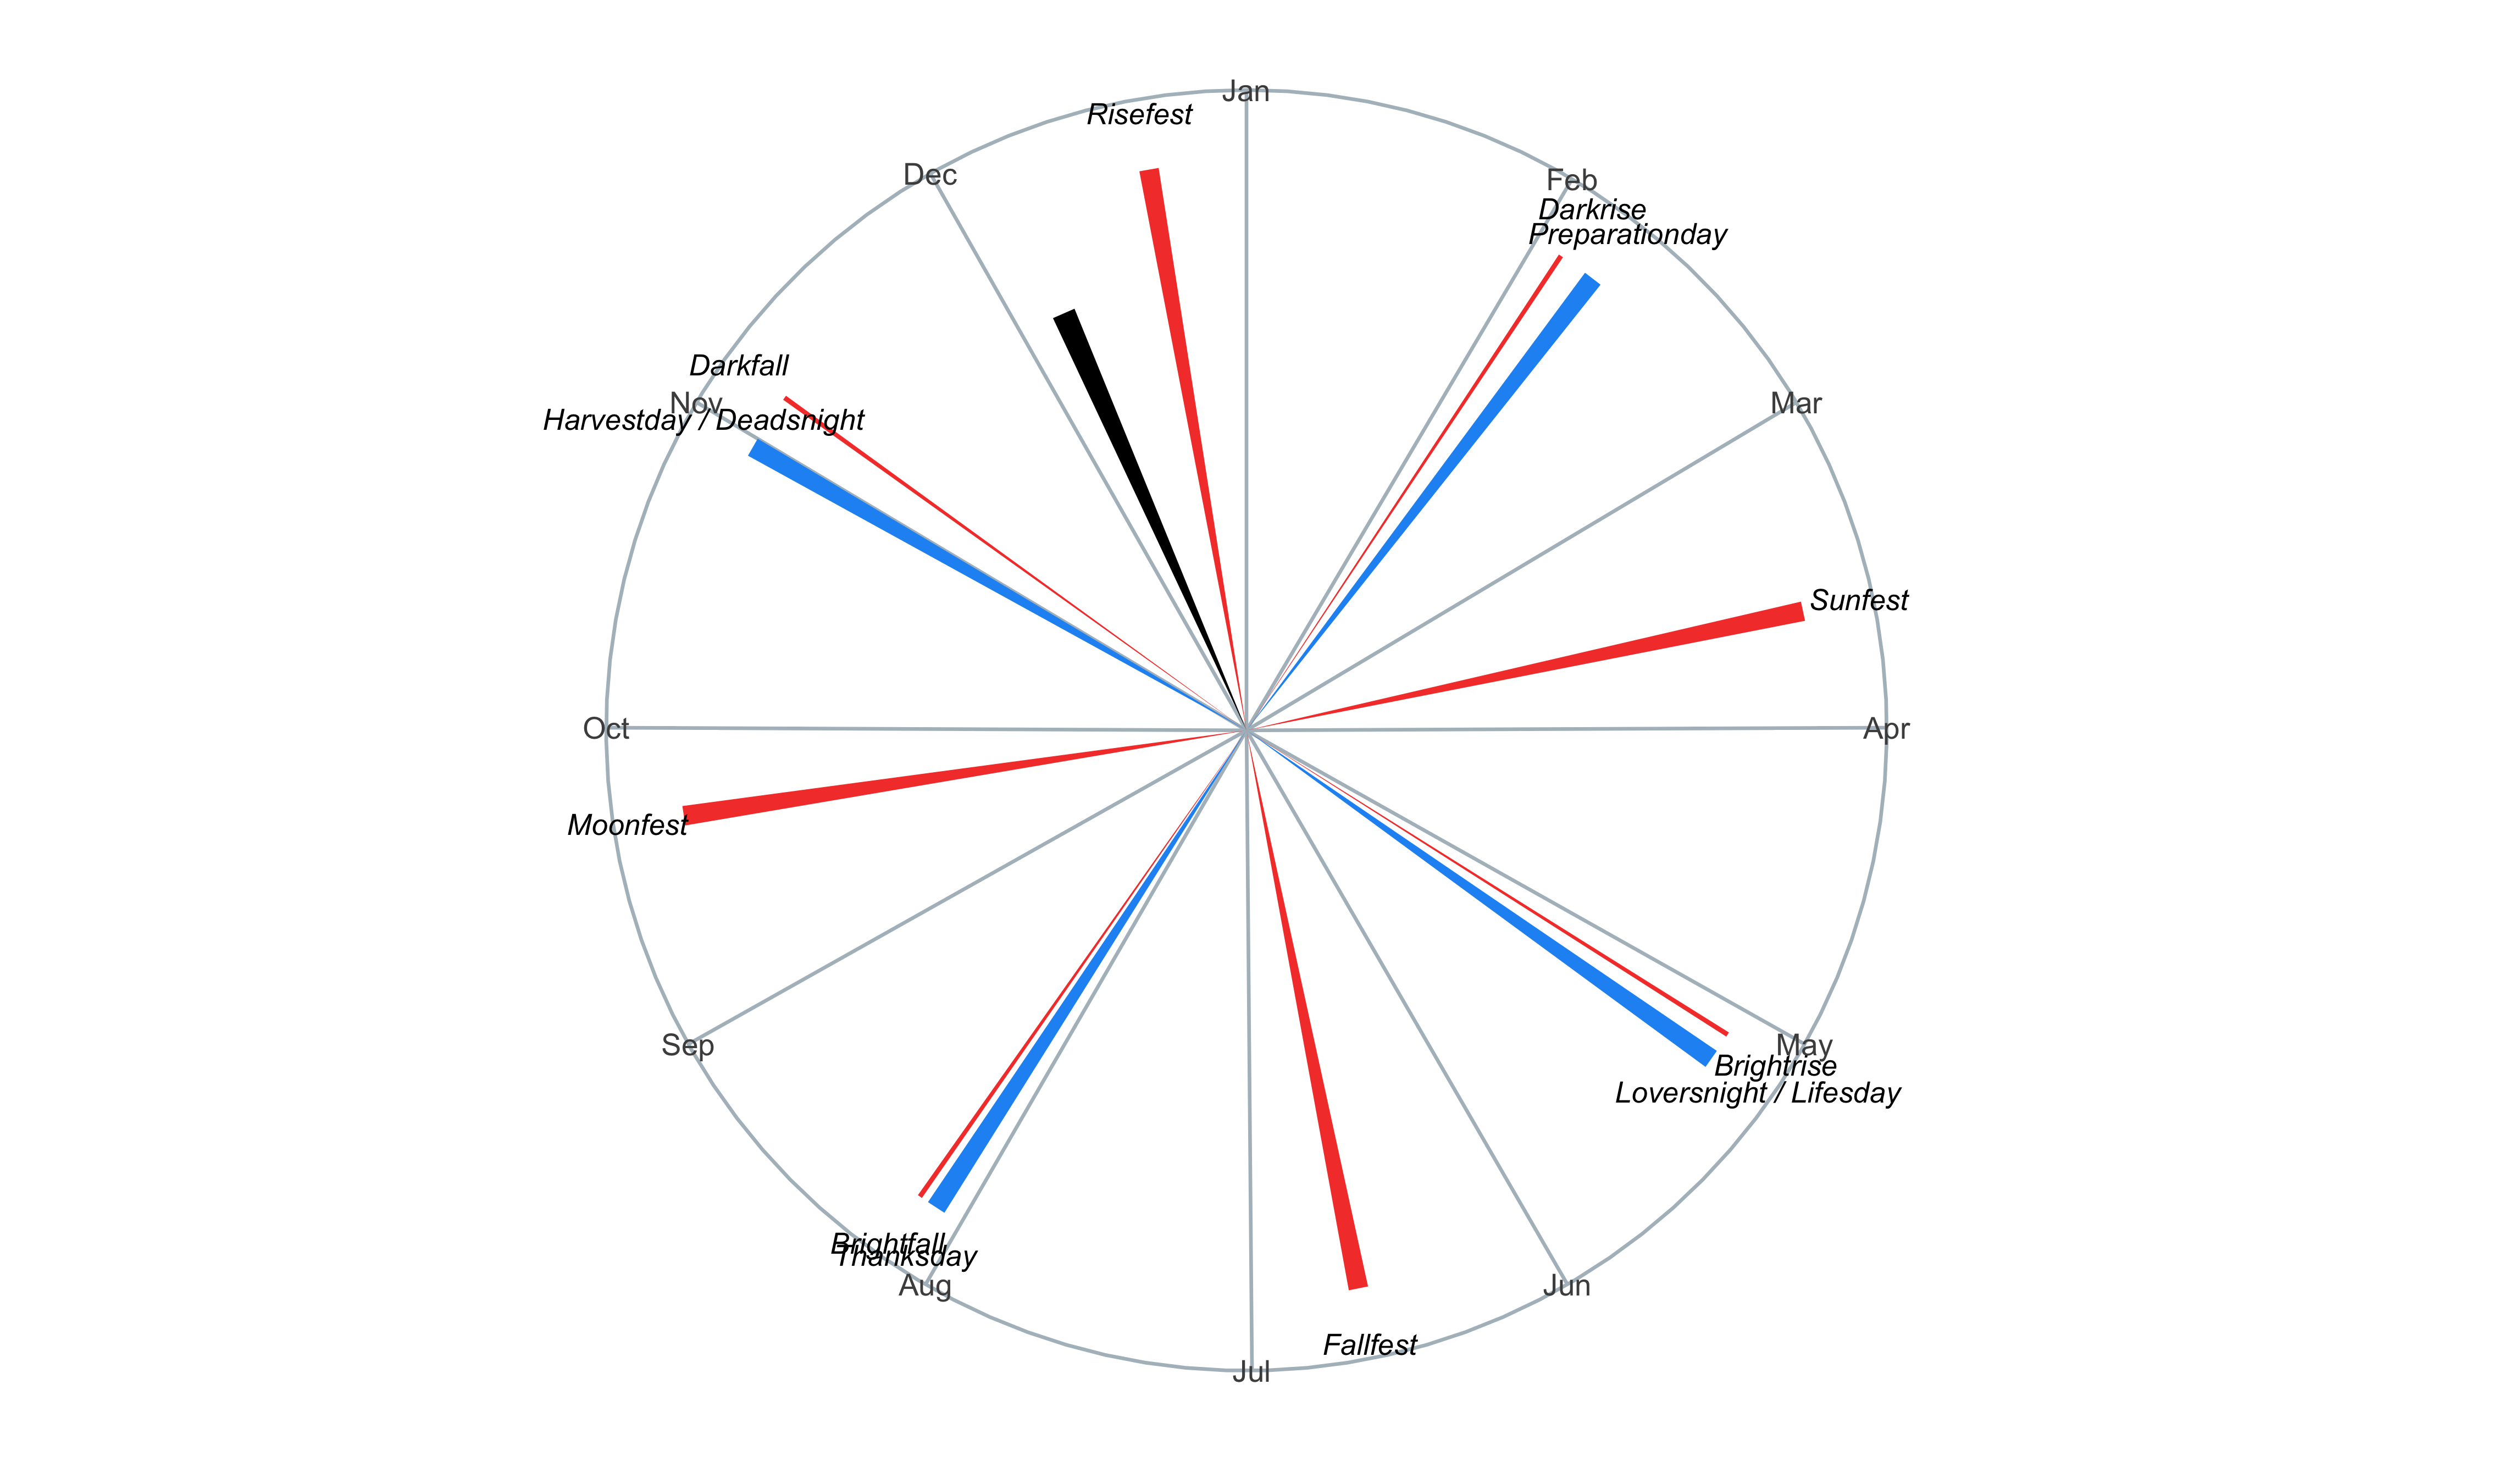 Jan
Risefest
Dec
Feb
Darkrise
Preparationday
Darkfall
Nov
Mar
Harvestday / Deadsnight
Sunfest
Oct
Apr
Moonfest
Sep
May
Brightrise
Loversnight / Lifesday
Brightfall
Thanksday
Aug
Jun
Fallfest
Jul